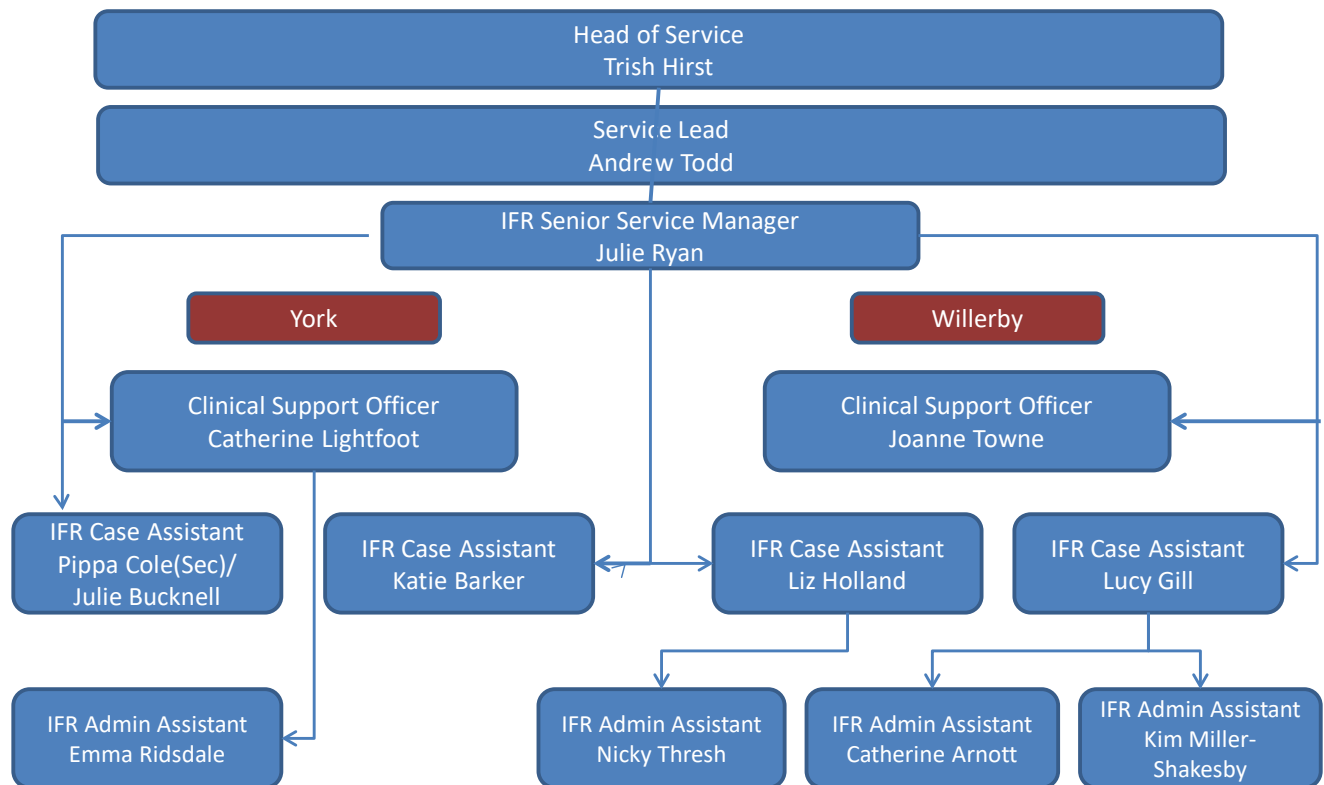 Head of Service
Trish Hirst
Service Lead
Andrew Todd
IFR Senior Service Manager
Julie Ryan
York
Willerby
Clinical Support Officer
Catherine Lightfoot
Clinical Support Officer
Joanne Towne
IFR Case Assistant
Pippa Cole(Sec)/
Julie Bucknell
IFR Case Assistant
Katie Barker
IFR Case Assistant
Liz Holland
IFR Case Assistant
Lucy Gill
IFR Admin Assistant
Emma Ridsdale
IFR Admin Assistant
Nicky Thresh
IFR Admin Assistant
Catherine Arnott
IFR Admin Assistant
Kim Miller-
Shakesby